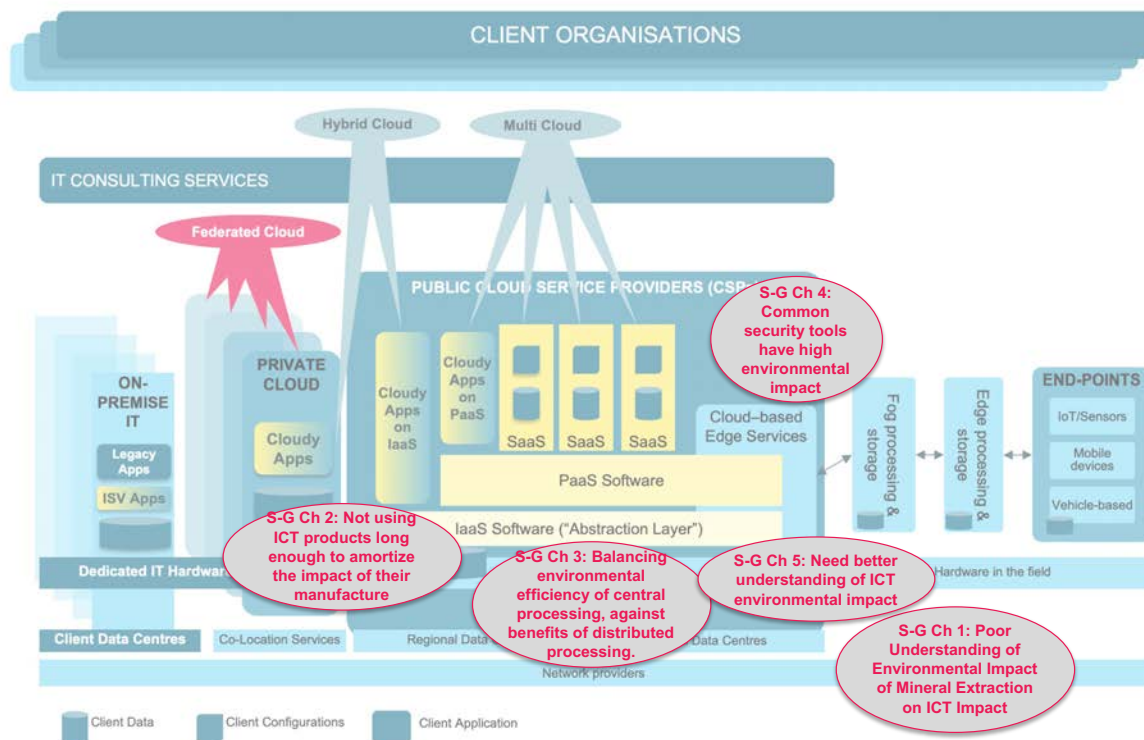 CLIENT ORGANISATIONS
Hybrid Cloud
Multi Cloud
IT CONSULTING SERVICES
Federated Cloud
PUBLIC CLOUD SERVICE PROVIDERS
S-G Ch 4:
Common
security tools
have high
environmental
impact
PRIVATE
CLOUD
ON-
PREMISE IT
Legacy
Apps
ISV Apps
Cloudy
Apps
Cloudy
Apps
on
IaaS
Cloudy
Apps
on
PaaS
SaaS
SaaS
SaaS
Cloud–based
Edge Services
PaaS Software
IaaS Software (“Abstraction Layer”)
Fog processing &
storage
Edge processing &
storage
END-POINTS
IoT/Sensors
Mobile
devices
Vehicle-based
S-G Ch 2: Not using
ICT products long
enough to amortize
the impact of their
manufacture
S-G Ch 3: Balancing
environmental
efficiency of central
processing, against
benefits of distributed
processing.
S-G Ch 5: Need better
understanding of ICT
environmental impact
S-G Ch 1: Poor
Understanding of
Environmental Impact
of Mineral Extraction
on ICT Impact
Dedicated IT Hardware
Hardware in the field
Client Data Centres
Co-Location Services
Regional Data
Data Centres
Network providers
Client Data
Client Configurations
Client Application